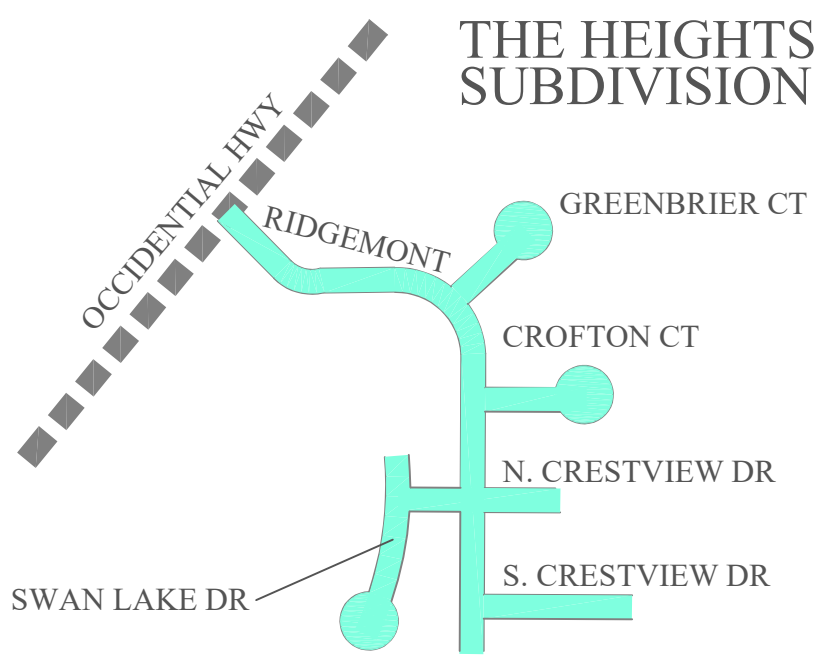 THE HEIGHTS
SUBDIVISION
OCCIDENTIAL HWY
RIDGEMONT
GREENBRIER CT
CROFTON CT
N. CRESTVIEW DR
S. CRESTVIEW DR
SWAN LAKE DR